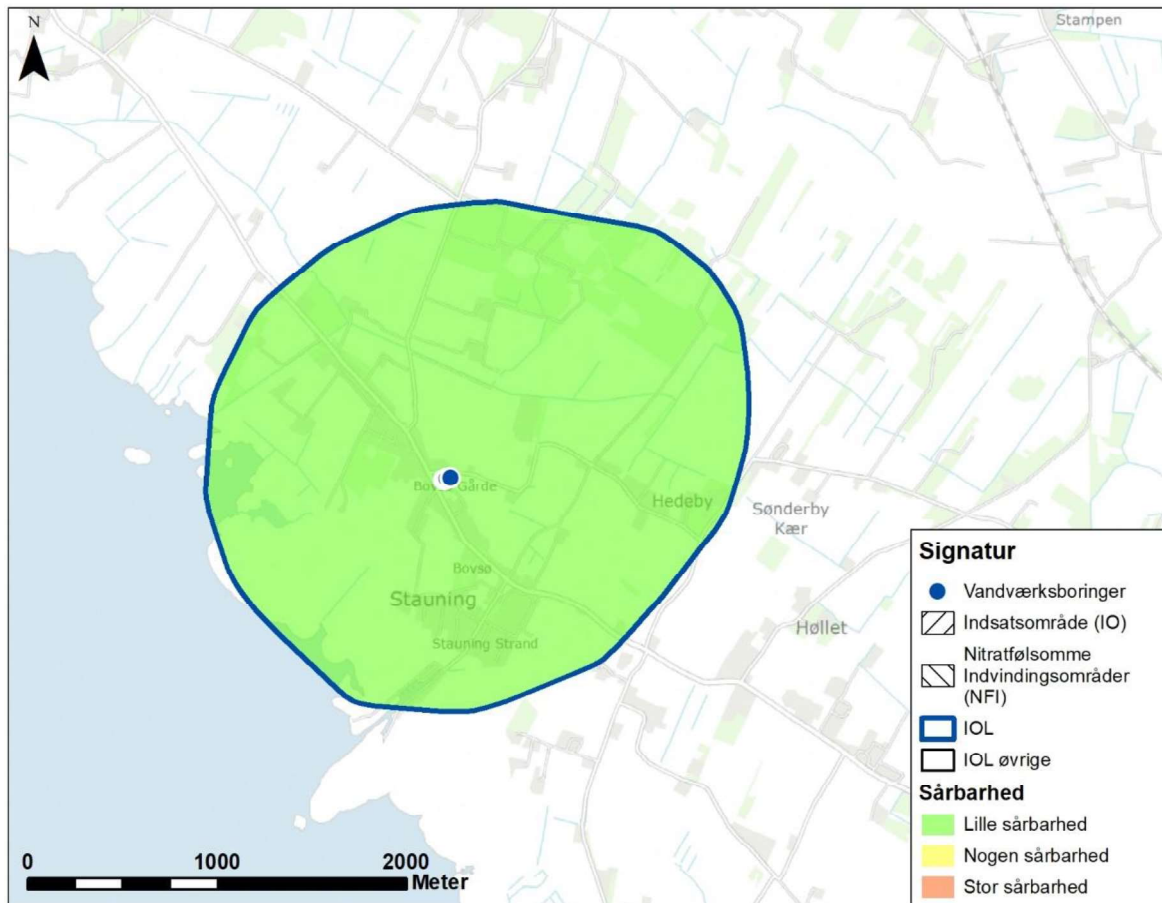 N
Stampen
Bovsø Gårde
Hedeby
Sønderby
Kær
Bovsø
Stauning
Stauning Strand
Høllet
Signatur
Vandværksboringer
Indsatsområde (IO)
Nitratfølsomme
Indvindingsområder
(NFI)
IOL
IOL øvrige
Sårbarhed
Lille sårbarhed
Nogen sårbarhed
Stor sårbarhed
0 1000 2000
Meter